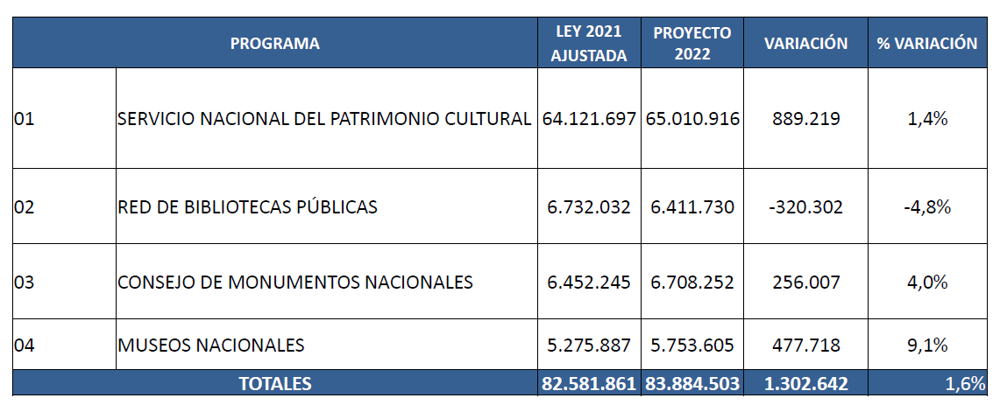 PROGRAMA LEY 2021 AJUSTADA PROYECTO 2022 VARIACIÓN % VARIACIÓN
01 SERVICIO NACIONAL DEL PATRIMONIO CULTURAL 64.121.697 65.010.916 889.219 1,4%
02 RED DE BIBLIOTECAS PÚBLICAS 6.732.032 6.411.730 -320.302 -4,8%
03 CONSEJO DE MONUMENTOS NACIONALES 6.452.245 6.708.252 256.007 4,0%
04 MUSEOS NACIONALES 5.275.887 5.753.605 477.718 9,1%
TOTALES 82.581.861 83.884.503 1.302.642 1,6%